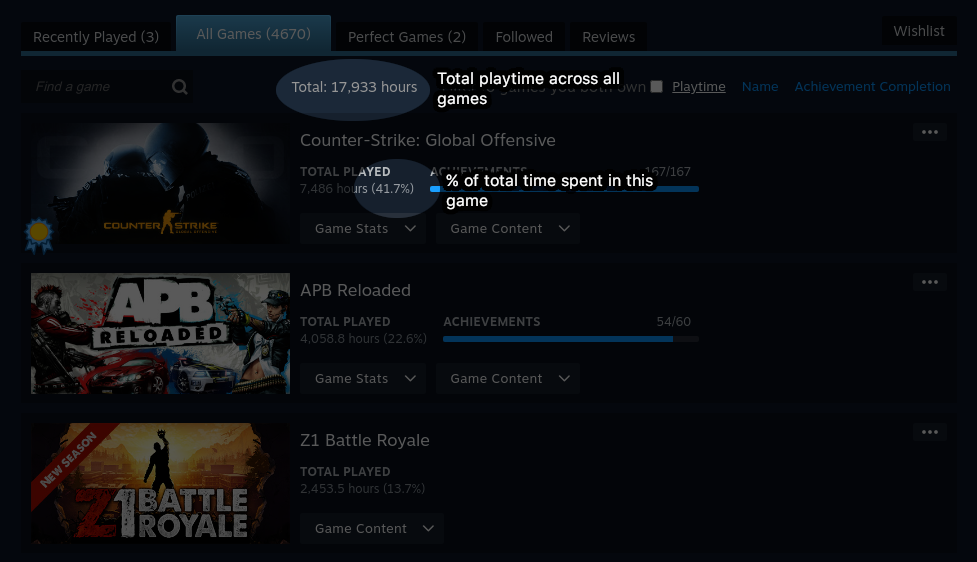 Recently Played (3)
All Games (4670)
Perfect Games (2)
Followed
Reviews
Wishlist
Find a game
Total: 17,933 hours
Total playtime across all
games
games you both own
Playtime
Name
Achievement Completion
Counter-Strike: Global Offensive
TOTAL PLAYED
7,486 hours (41.7%)
167/167
% of total time spent in this
game
COUNTER STRIKE
GLOBAL OFFENSIVE
Game Stats
Game Content
APB Reloaded
APB
RELOADED
TOTAL PLAYED
4,058.8 hours (22.6%)
ACHIEVEMENTS
54/60
Game Stats
Game Content
Z1 Battle Royale
NEW SEASON
Z1 BATTLE
ROYALE
TOTAL PLAYED
2,453.5 hours (13.7%)
Game Content